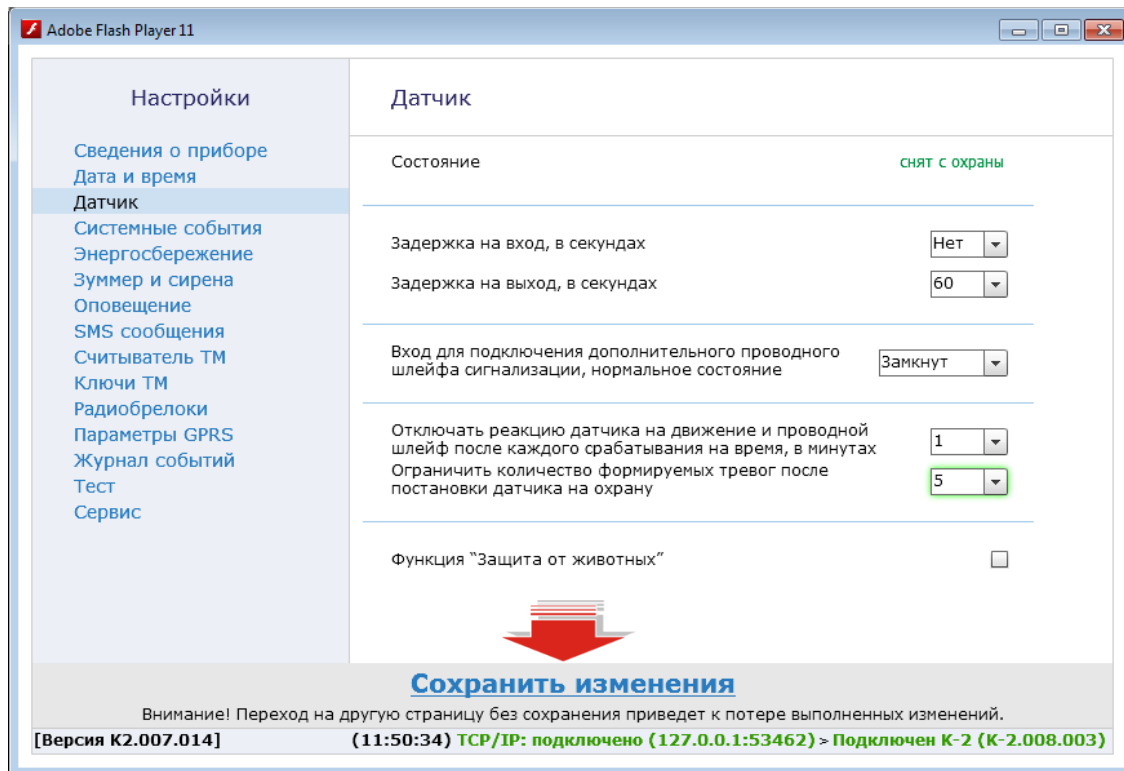 Adobe Flash Player 11
Настройки
Сведения о приборе
Дата и время
Датчик
Системные события
Энергосбережение
Зуммер и сирена
Оповещение
SMS сообщения
Считыватель ТМ
Ключи ТМ
Радиобрелоки
Параметры GPRS
Журнал событий
Тест
Сервис
Датчик
Состояние
снят с охраны
Задержка на вход, в секундах
Нет
Задержка на выход, в секундах
60
Вход для подключения дополнительного проводного
шлейфа сигнализации, нормальное состояние
Замкнут
Отключать реакцию датчика на движение и проводной
шлейф после каждого срабатывания на время, в минутах
1
Ограничить количество формируемых тревог после
постановки датчика на охрану
5
Функция “Защита от животных”
Сохранить изменения
Внимание! Переход на другую страницу без сохранения приведет к потере выполненных изменений.
[Версия K2.007.014]
(11:50:34) TCP/IP: подключено (127.0.0.1:53462) > Подключен К-2 (K-2.008.003)